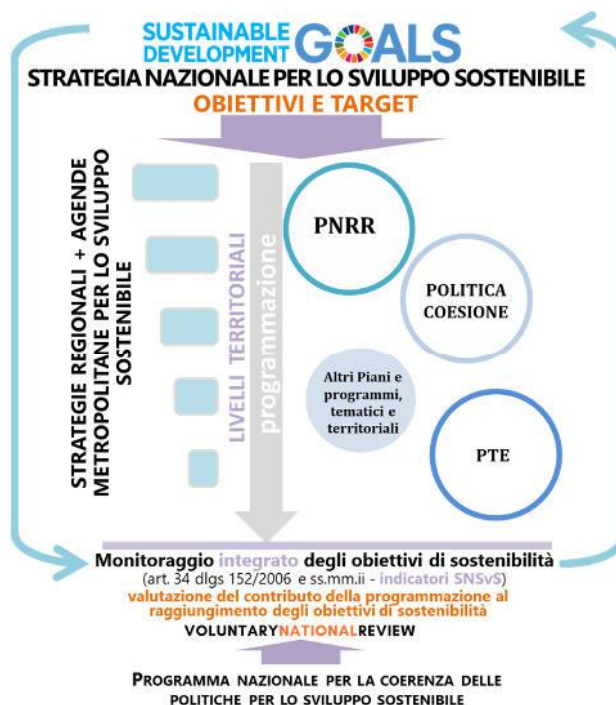 SUSTAINABLE
DEVELOPMENT
GOALS
STRATEGIA NAZIONALE PER LO SVILUPPO SOSTENIBILE
OBIETTIVI E TARGET
STRATEGIE REGIONALI + AGENDE
METROPOLITANE PER LO SVILUPPO
SOSTENIBILE
LIVELLI TERRITORIALI
programmazione
PNRR
POLITICA
COESIONE
Altri Piani e
programmi,
tematici e
territoriali
PTE
Monitoraggio integrato degli obiettivi di sostenibilità
(art. 34 dlgs 152/2006 e ss.mm.ii - indicatori SNSvS)
valutazione del contributo della programmazione al
raggiungimento degli obiettivi di sostenibilità
VOLUNTARYNATIONALREVIEW
PROGRAMMA NAZIONALE PER LA COERENZA DELLE
POLITICHE PER LO SVILUPPO SOSTENIBILE